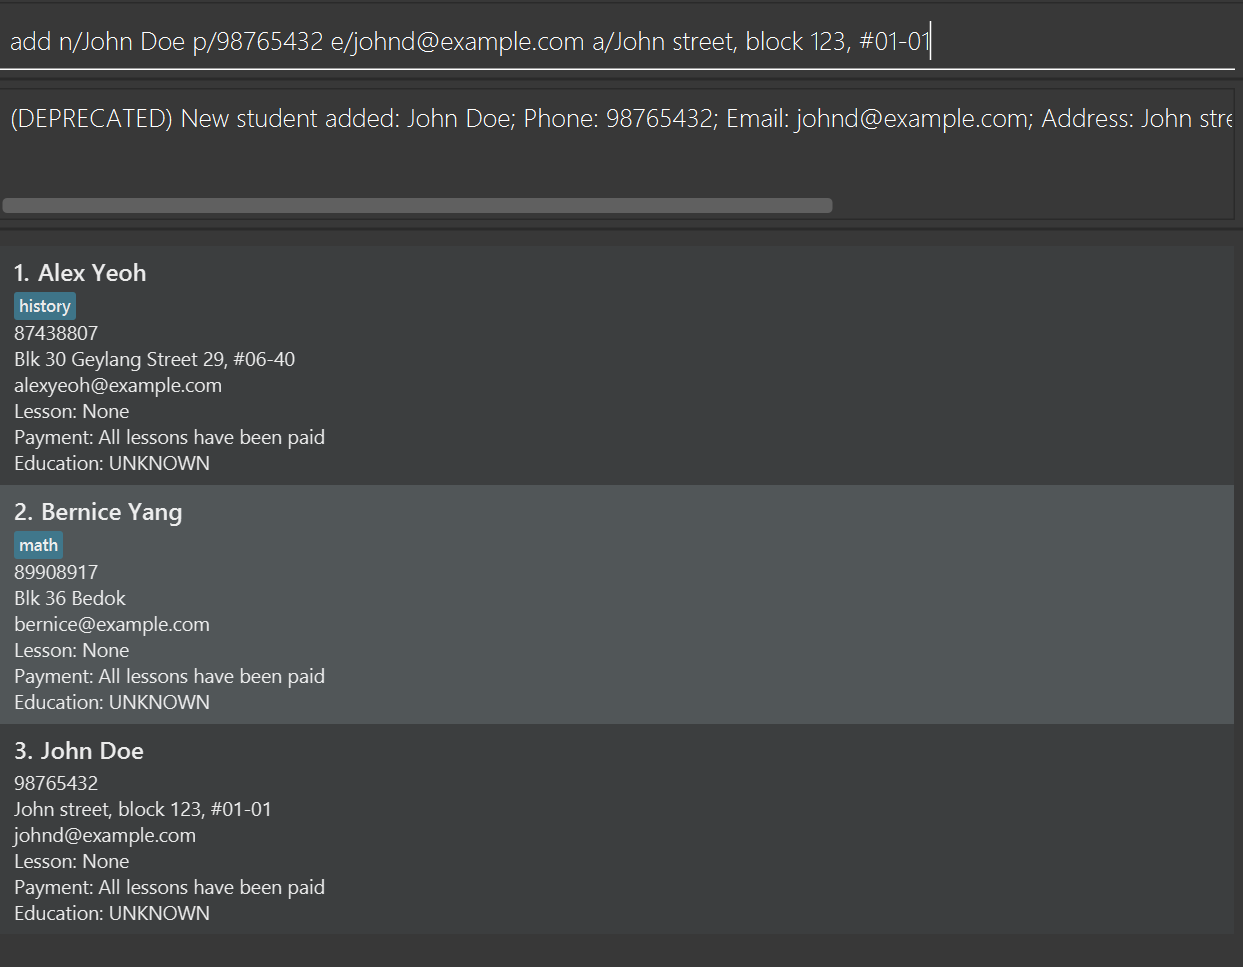 add n/John Doe p/98765432 e/johnd@example.com a/John street, block 123, #01-01
(DEPRECATED) New student added: John Doe; Phone: 98765432; Email: johnd@example.com; Address: John stre
1. Alex Yeoh
history
87438807
Blk 30 Geylang Street 29, #06-40
alexyeoh@example.com
Lesson: None
Payment: All lessons have been paid
Education: UNKNOWN
2. Bernice Yang
math
89908917
Blk 36 Bedok
bernice@example.com
Lesson: None
Payment: All lessons have been paid
Education: UNKNOWN
3. John Doe
98765432
John street, block 123, #01-01
johnd@example.com
Lesson: None
Payment: All lessons have been paid
Education: UNKNOWN